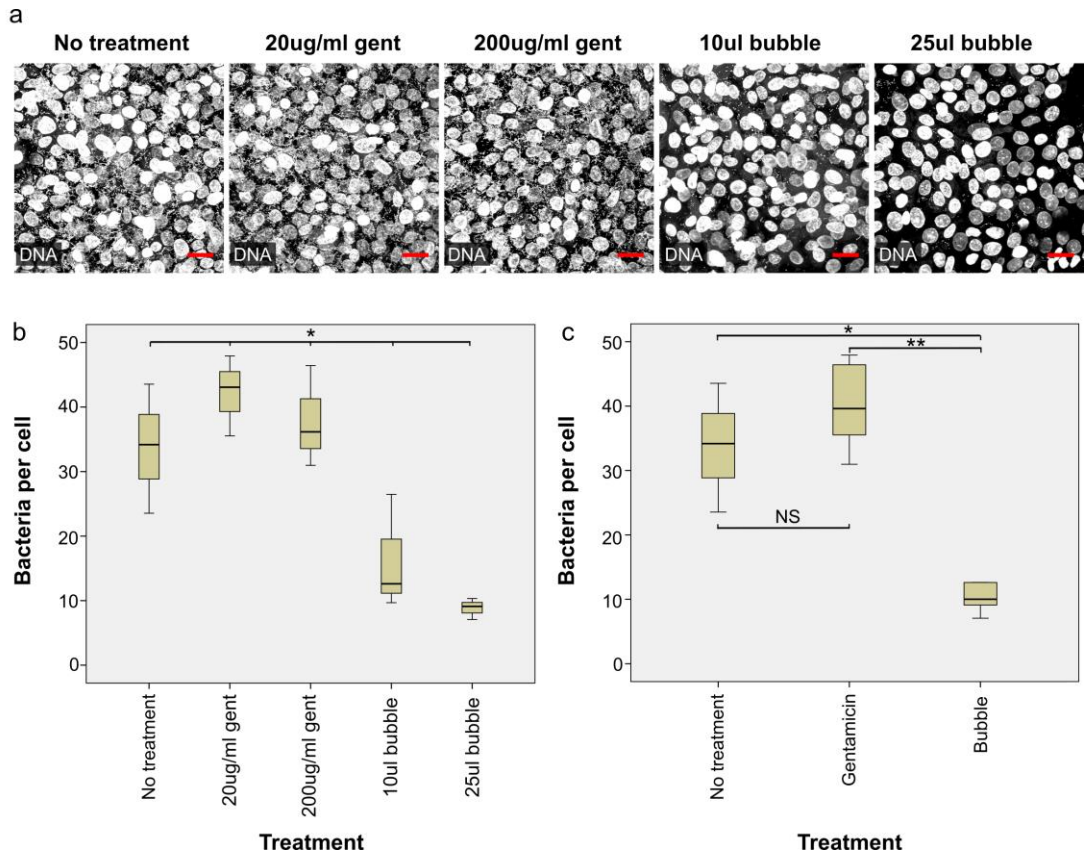 a
No treatment 20ug/ml gent 200ug/ml gent 10ul bubble 25ul bubble
DNA DNA DNA DNA DNA
b
*
50
40
30
20
10
0
Bacteria per cell
No treatment
20ug/ml gent
200ug/ml gent
10ul bubble
25ul bubble
Treatment
c
*
**
NS
50
40
30
20
10
0
Bacteria per cell
No treatment
Gentamicin
Bubble
Treatment